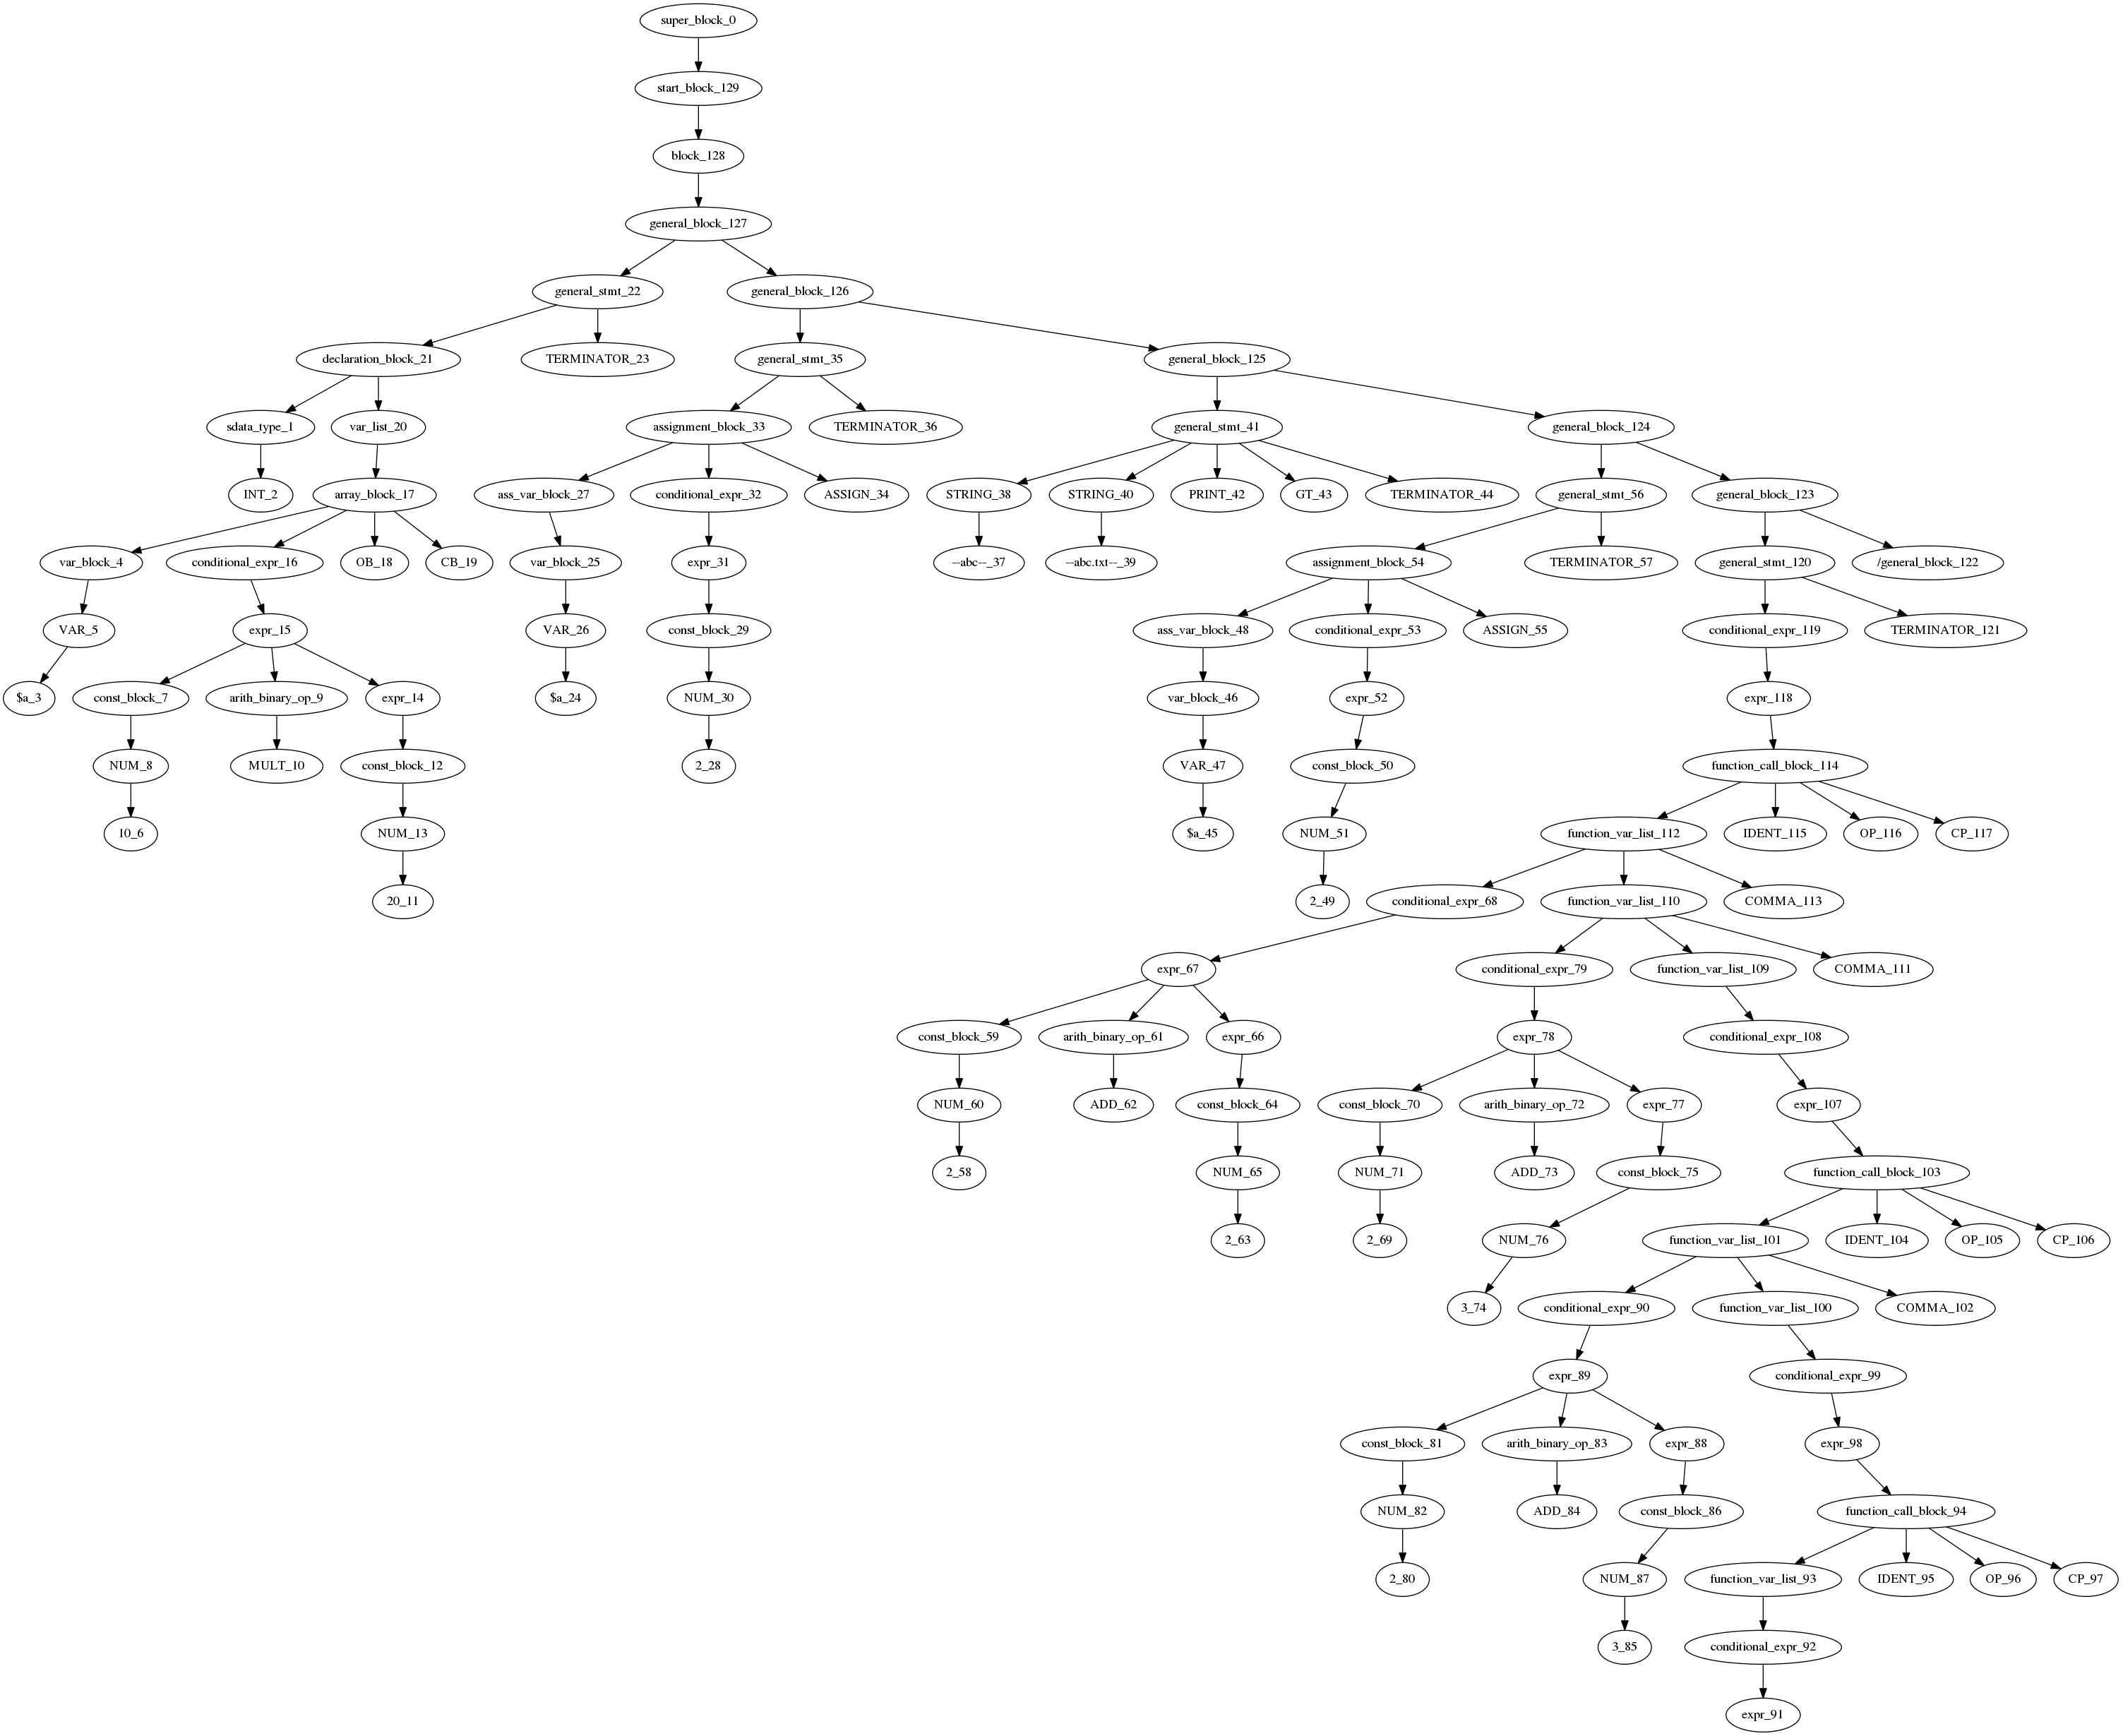 super_block_0
start_block_129
block_128
general_block_127
general_stmt_22 general_block_126
declaration_block_21 TERMINATOR_23 general_stmt_35 general_block_125
sdata_type_1 var_list_20 assignment_block_33 TERMINATOR_36 general_stmt_41 general_block_124
INT_2 array_block_17 ass_var_block_27 conditional_expr_32 ASSIGN_34 STRING_38 STRING_40 PRINT_42 GT_43 TERMINATOR_44 general_stmt_56 general_block_123
var_block_4 conditional_expr_16 OB_18 CB_19 var_block_25 expr_31 --abc--_37 --abc.txt--_39 assignment_block_54 TERMINATOR_57 general_stmt_120 /general_block_122
VAR_5 expr_15 VAR_26 const_block_29 ass_var_block_48 conditional_expr_53 ASSIGN_55 conditional_expr_119 TERMINATOR_121
$a_3 const_block_7 arith_binary_op_9 expr_14 $a_24 NUM_30 var_block_46 expr_52 expr_118
NUM_8 MULT_10 const_block_12 2_28 VAR_47 const_block_50 function_call_block_114
10_6 NUM_13 $a_45 NUM_51 function_var_list_112 IDENT_115 OP_116 CP_117
20_11 2_49 conditional_expr_68 function_var_list_110 COMMA_113
expr_67 conditional_expr_79 function_var_list_109 COMMA_111
const_block_59 arith_binary_op_61 expr_66 expr_78 conditional_expr_108
NUM_60 ADD_62 const_block_64 const_block_70 arith_binary_op_72 expr_77 expr_107
2_58 NUM_65 NUM_71 ADD_73 const_block_75 function_call_block_103
2_63 2_69 NUM_76 function_var_list_101 IDENT_104 OP_105 CP_106
3_74 conditional_expr_90 function_var_list_100 COMMA_102
expr_89 conditional_expr_99
const_block_81 arith_binary_op_83 expr_88 expr_98
NUM_82 ADD_84 const_block_86 function_call_block_94
2_80 NUM_87 function_var_list_93 IDENT_95 OP_96 CP_97
3_85 conditional_expr_92
expr_91